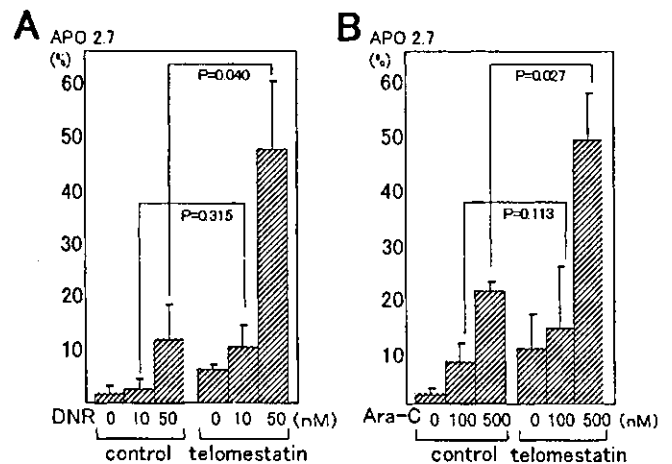 A
APO 2.7
(%)
60
50
40
30
20
10
P=0.040
P=0.315
DNR 0 10 50 0 10 50 (nM)
control telomestatin
B
APO 2.7
(%)
60
50
40
30
20
10
P=0.027
P=0.113
Ara-C 0 100 500 0 100 500 (nM)
control telomestatin